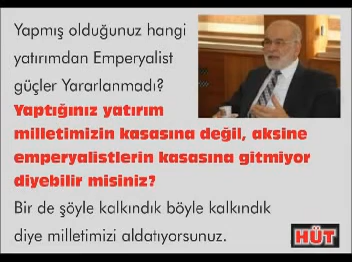 Yapmış olduğunuz hangi
yatırımdan Emperyalist
güçler Yararlanmadı?
Yaptığınız yatırım
milletimizin kasasına değil, aksine
emperyalistlerin kasasına gitmiyor
diyebilir misiniz?
Bir de şöyle kalkındık böyle kalkındık
diye milletimizi aldatıyorsunuz.
HÜT